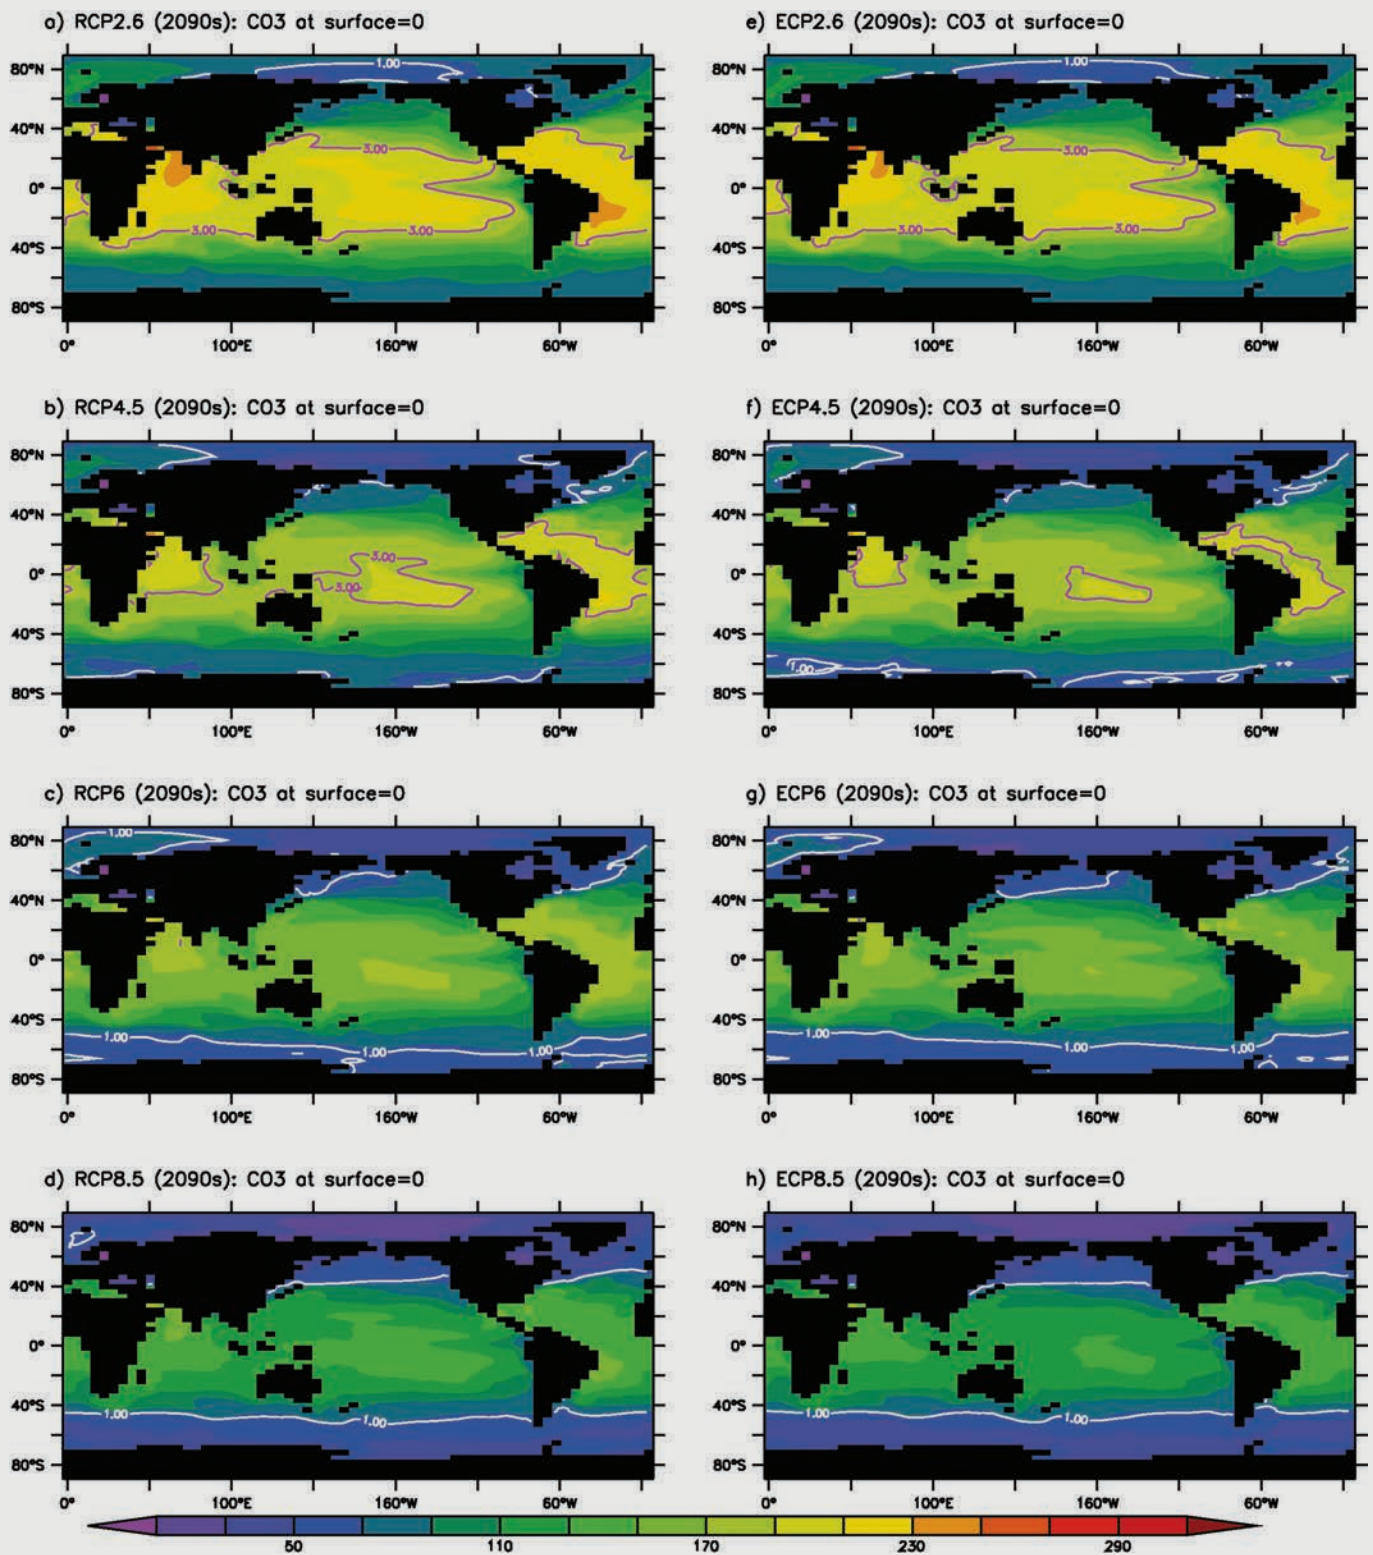 a) RCP2.6 (2090s): CO3 at surface=0
80°N
40°N
0°
40°S
80°S
1.00
3.00
3.00
3.00
0°
100°E
160°W
60°W
e) ECP2.6 (2090s): CO3 at surface=0
80°N
40°N
0°
40°S
80°S
1.00
3.00
3.00
3.00
0°
100°E
160°W
60°W
b) RCP4.5 (2090s): CO3 at surface=0
80°N
40°N
0°
40°S
80°S
3.00
3.00
0°
100°E
160°W
60°W
f) ECP4.5 (2090s): CO3 at surface=0
80°N
40°N
0°
40°S
80°S
1.00
0°
100°E
160°W
60°W
c) RCP6 (2090s): CO3 at surface=0
80°N
40°N
0°
40°S
80°S
1.00
1.00
1.00
1.00
0°
100°E
160°W
60°W
g) ECP6 (2090s): CO3 at surface=0
80°N
40°N
0°
40°S
80°S
1.00
1.00
1.00
0°
100°E
160°W
60°W
d) RCP8.5 (2090s): CO3 at surface=0
80°N
40°N
0°
40°S
80°S
1.00
1.00
0°
100°E
160°W
60°W
h) ECP8.5 (2090s): CO3 at surface=0
80°N
40°N
0°
40°S
80°S
1.00
1.00
0°
100°E
160°W
60°W
50
110
170
230
290